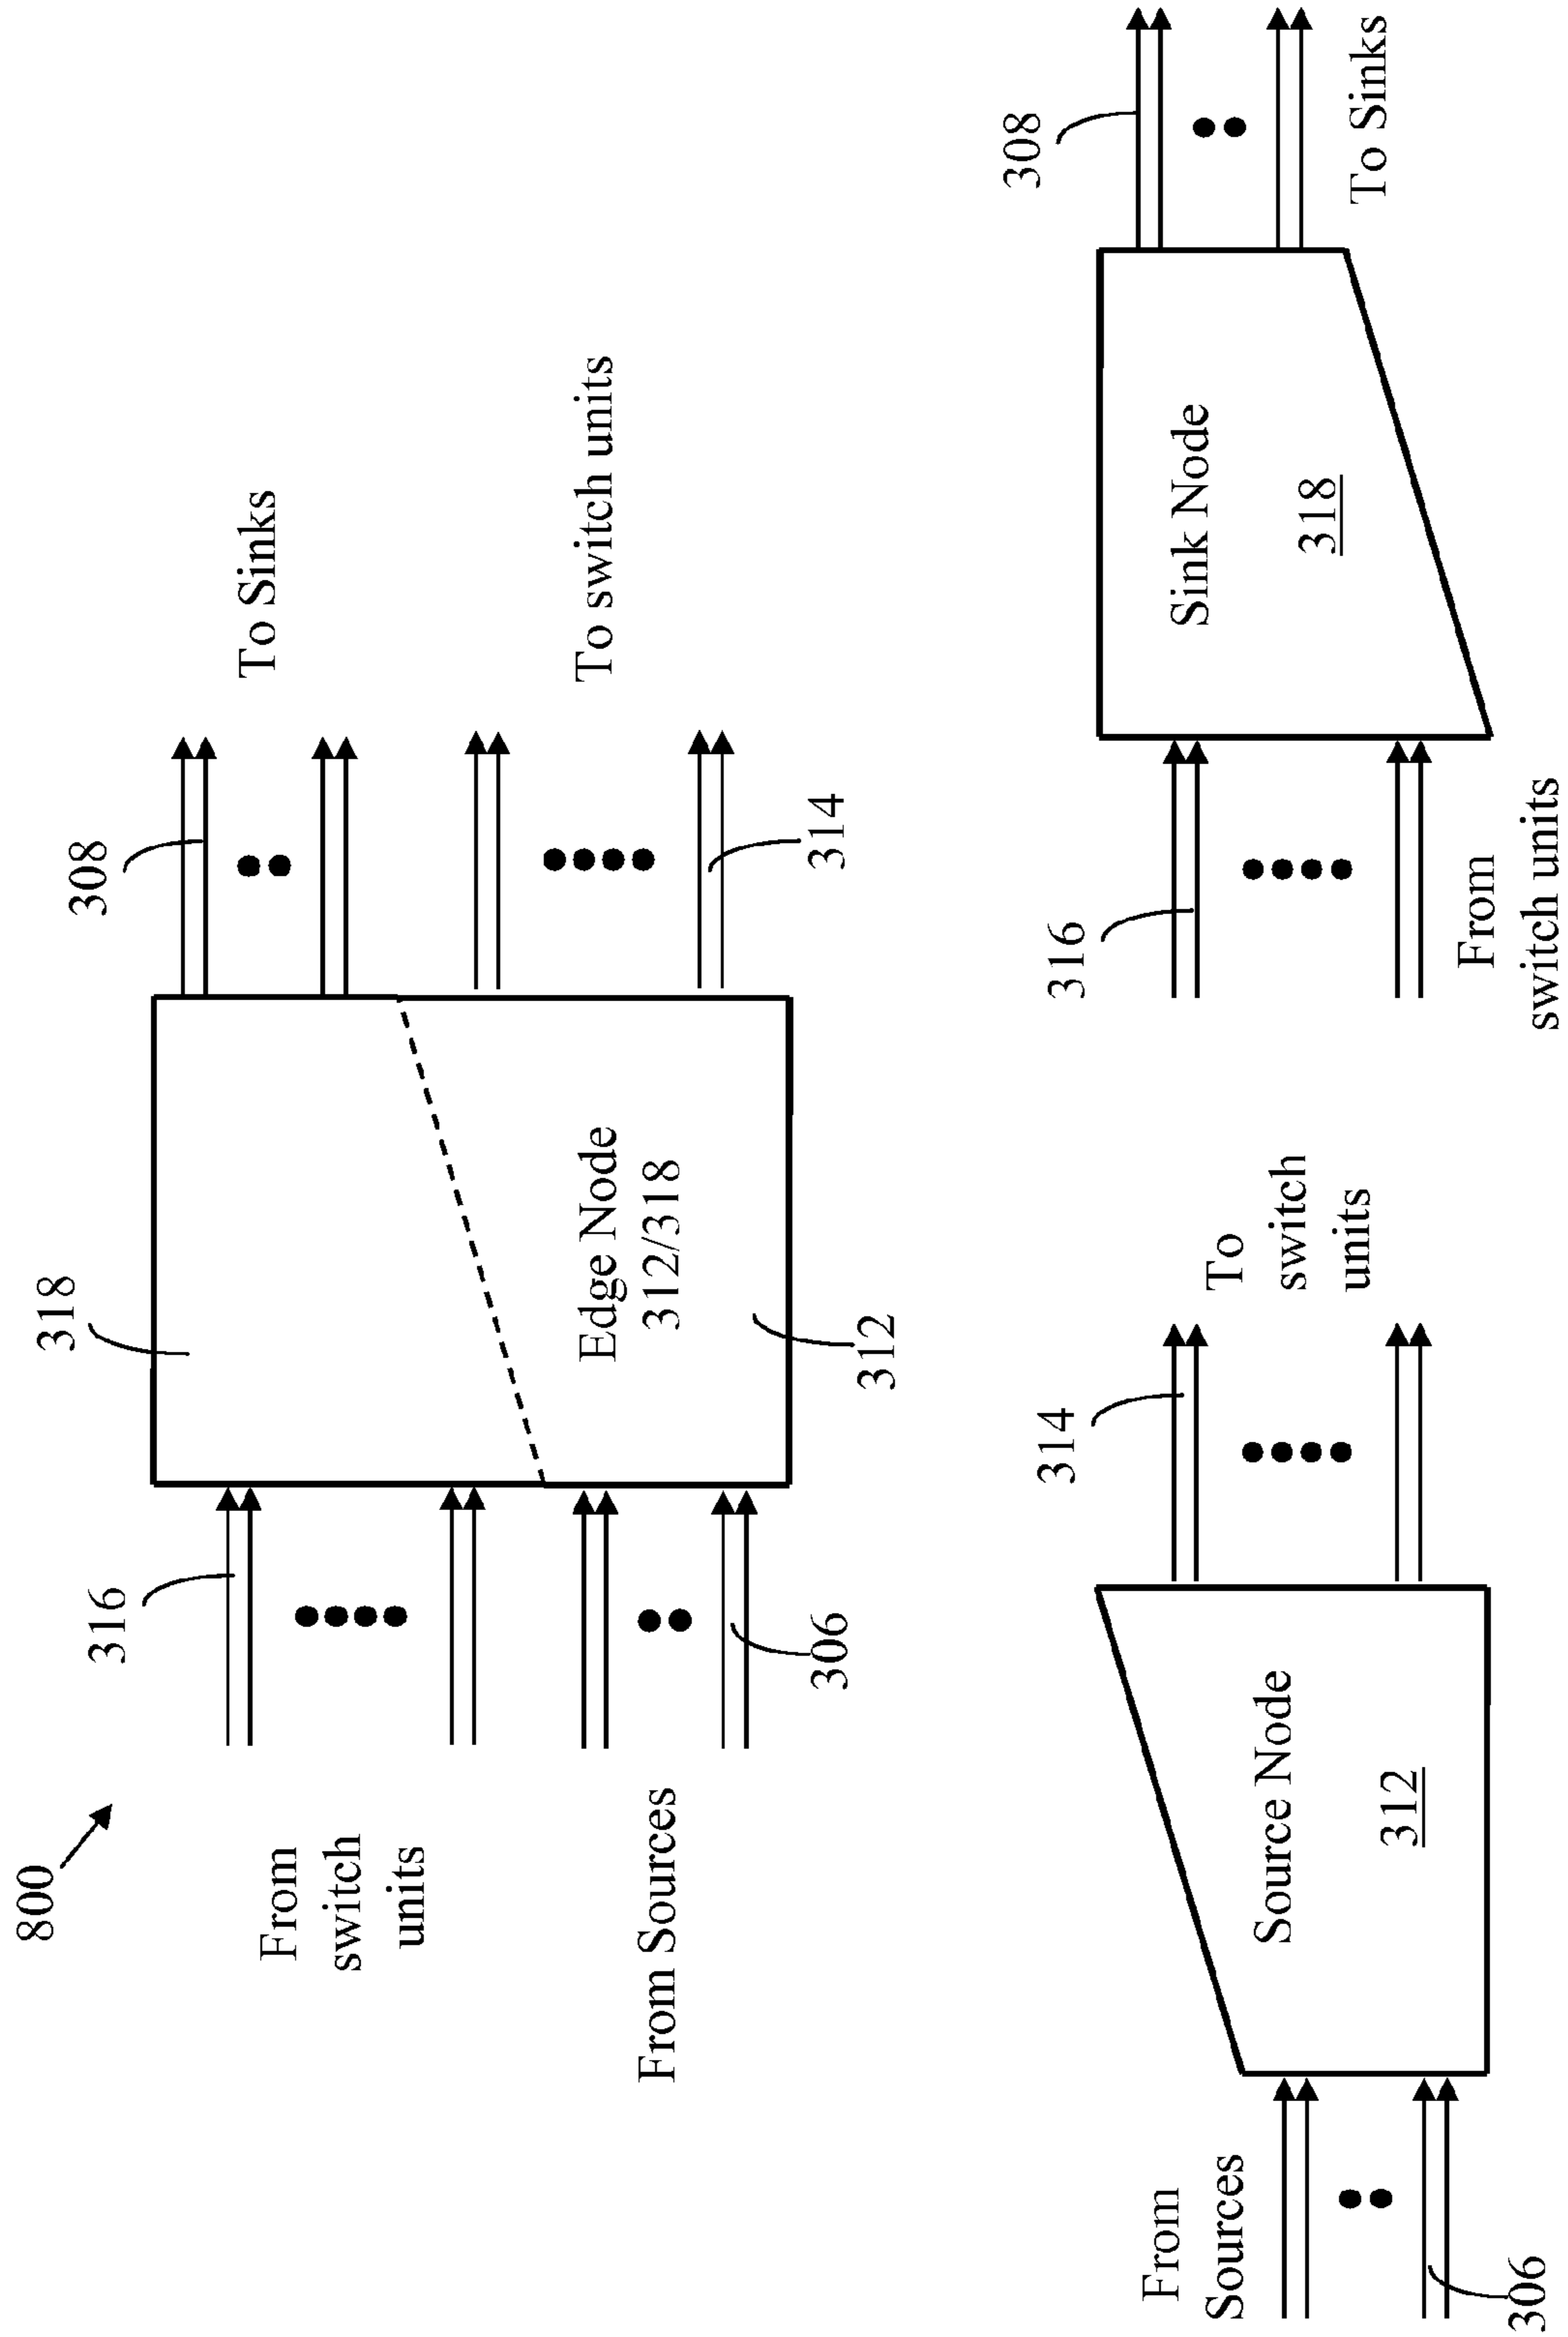 800
318
316
308
From
switch
units
To Sinks
From Sources
306
Edge Node
312/318
312
314
To switch units
From
Sources
306
Source Node
312
314
To
switch
units
316
From
switch units
Sink Node
318
308
To Sinks